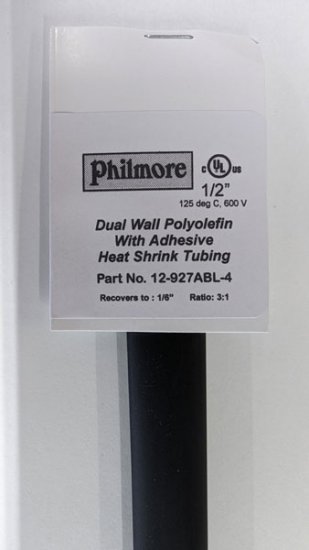 Philmore
c UL us
1/2"
125 deg C, 600 V
Dual Wall Polyolefin
With Adhesive
Heat Shrink Tubing
Part No. 12-927ABL-4
Recovers to : 1/6" Ratio: 3:1